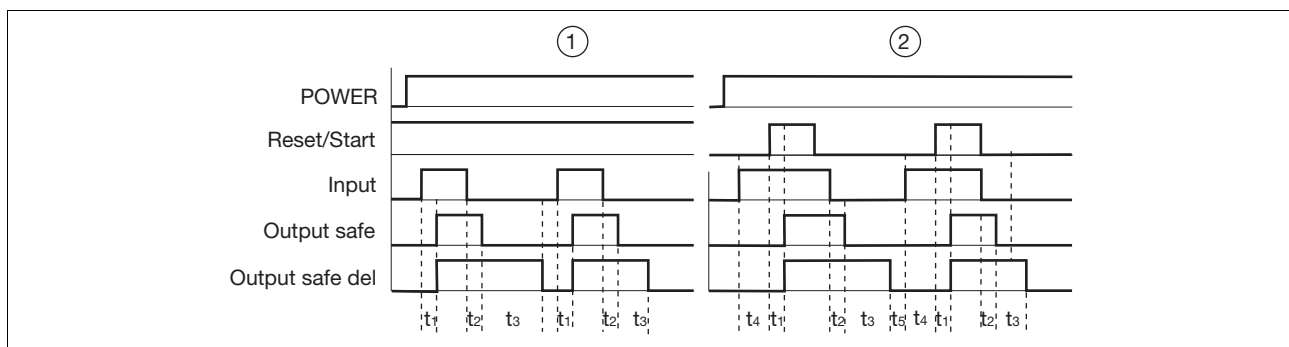 ① ②
POWER
Reset/Start
Input
Output safe
Output safe del
t1 t2 t3 t1 t2 t3 t4 t1 t2 t3 t5 t4 t1 t2 t3